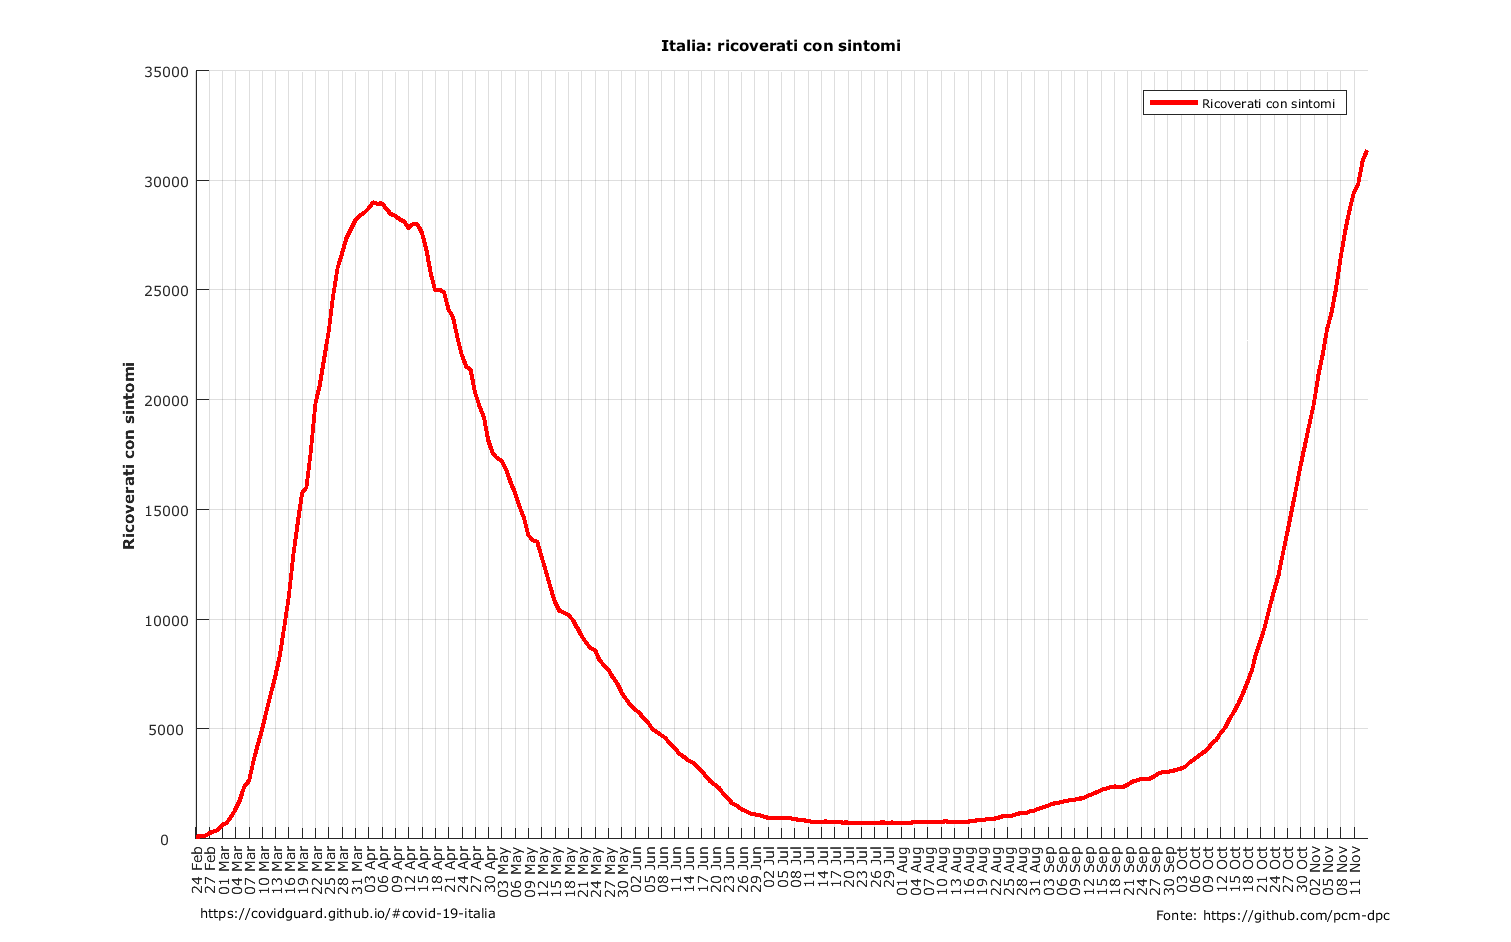 Italia: ricoverati con sintomi
Ricoverati con sintomi
35000
30000
25000
20000
15000
10000
5000
0
Ricoverati con sintomi
24 Feb
27 Feb
01 Mar
04 Mar
07 Mar
10 Mar
13 Mar
16 Mar
19 Mar
22 Mar
25 Mar
28 Mar
31 Mar
03 Apr
06 Apr
09 Apr
12 Apr
15 Apr
18 Apr
21 Apr
24 Apr
27 Apr
30 Apr
03 May
06 May
09 May
12 May
15 May
18 May
21 May
24 May
27 May
30 May
02 Jun
05 Jun
08 Jun
11 Jun
14 Jun
17 Jun
20 Jun
23 Jun
26 Jun
29 Jun
02 Jul
05 Jul
08 Jul
11 Jul
14 Jul
17 Jul
20 Jul
23 Jul
26 Jul
29 Jul
01 Aug
04 Aug
07 Aug
10 Aug
13 Aug
16 Aug
19 Aug
22 Aug
25 Aug
28 Aug
31 Aug
03 Sep
06 Sep
09 Sep
12 Sep
15 Sep
18 Sep
21 Sep
24 Sep
27 Sep
30 Sep
03 Oct
06 Oct
09 Oct
12 Oct
15 Oct
18 Oct
21 Oct
24 Oct
27 Oct
30 Oct
02 Nov
05 Nov
08 Nov
11 Nov
https://covidguard.github.io/#covid-19-italia
Fonte: https://github.com/pcm-dpc